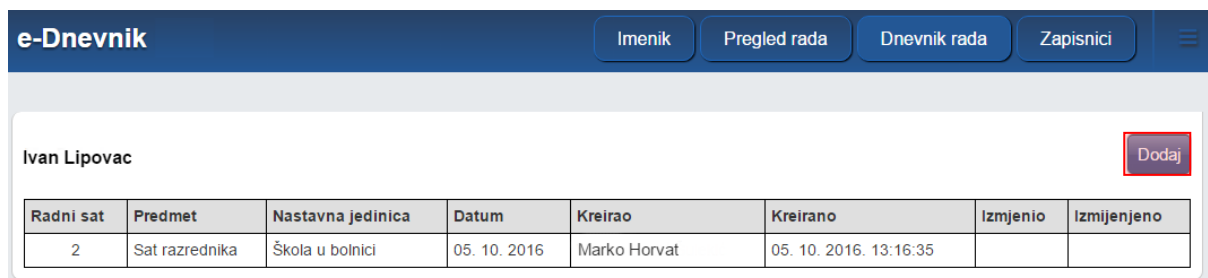 e-Dnevnik Imenik Pregled rada Dnevnik rada Zapisnici
Ivan Lipovac Dodaj
Radni sat Predmet Nastavna jedinica Datum Kreirao Kreirano Izmjenio Izmijenjeno
2 Sat razrednika Škola u bolnici 05. 10. 2016 Marko Horvat 05. 10. 2016. 13:16:35